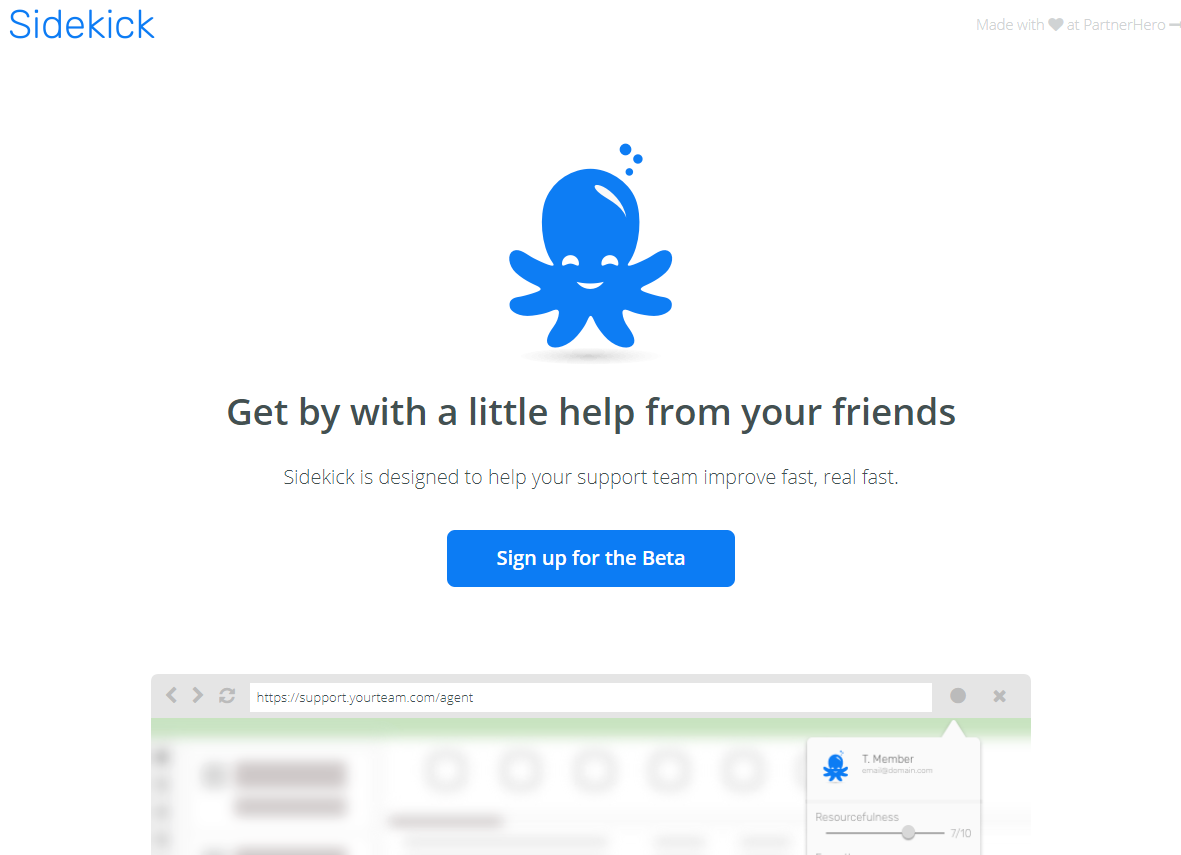 Sidekick
Made with at PartnerHero
Get by with a little help from your friends
Sidekick is designed to help your support team improve fast, real fast.
Sign up for the Beta
https://support.yourteam.com/agent
T. Member
email@domain.com
Resourcefulness
7/10